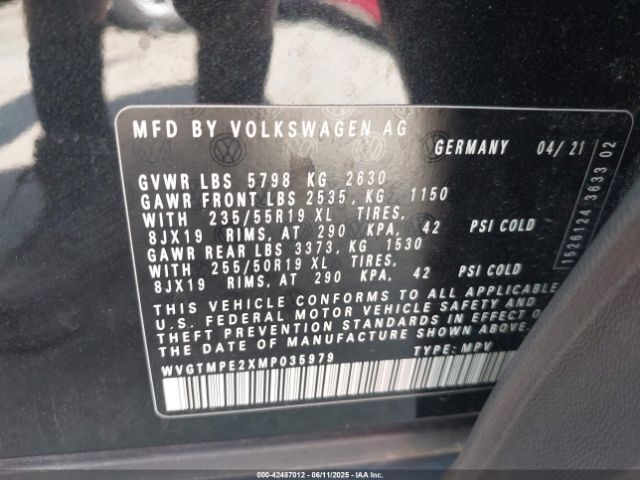 MFD BY VOLKSWAGEN AG
GERMANY 04/21
GVWR LBS 5798 KG 2630
GAWR FRONT LBS 2535, KG 1150
WITH 235/55R19 XL TIRES,
8JX19 RIMS, AT 290 KPA, 42 PSI COLD
GAWR REAR LBS 3373, KG 1530
WITH 255/50R19 XL TIRES,
8JX19 RIMS, AT 290 KPA, 42 PSI COLD
THIS VEHICLE CONFORMS TO ALL APPLICABLE
U.S. FEDERAL MOTOR VEHICLE SAFETY AND
THEFT PREVENTION STANDARDS IN EFFECT ON
THE DATE OF MANUFACTURE SHOWN ABOVE.
WVGTMPE2XMP035979 TYPE: MPV
1526124 3633 02
000-42487012 - 06/11/2025 - IAA Inc.